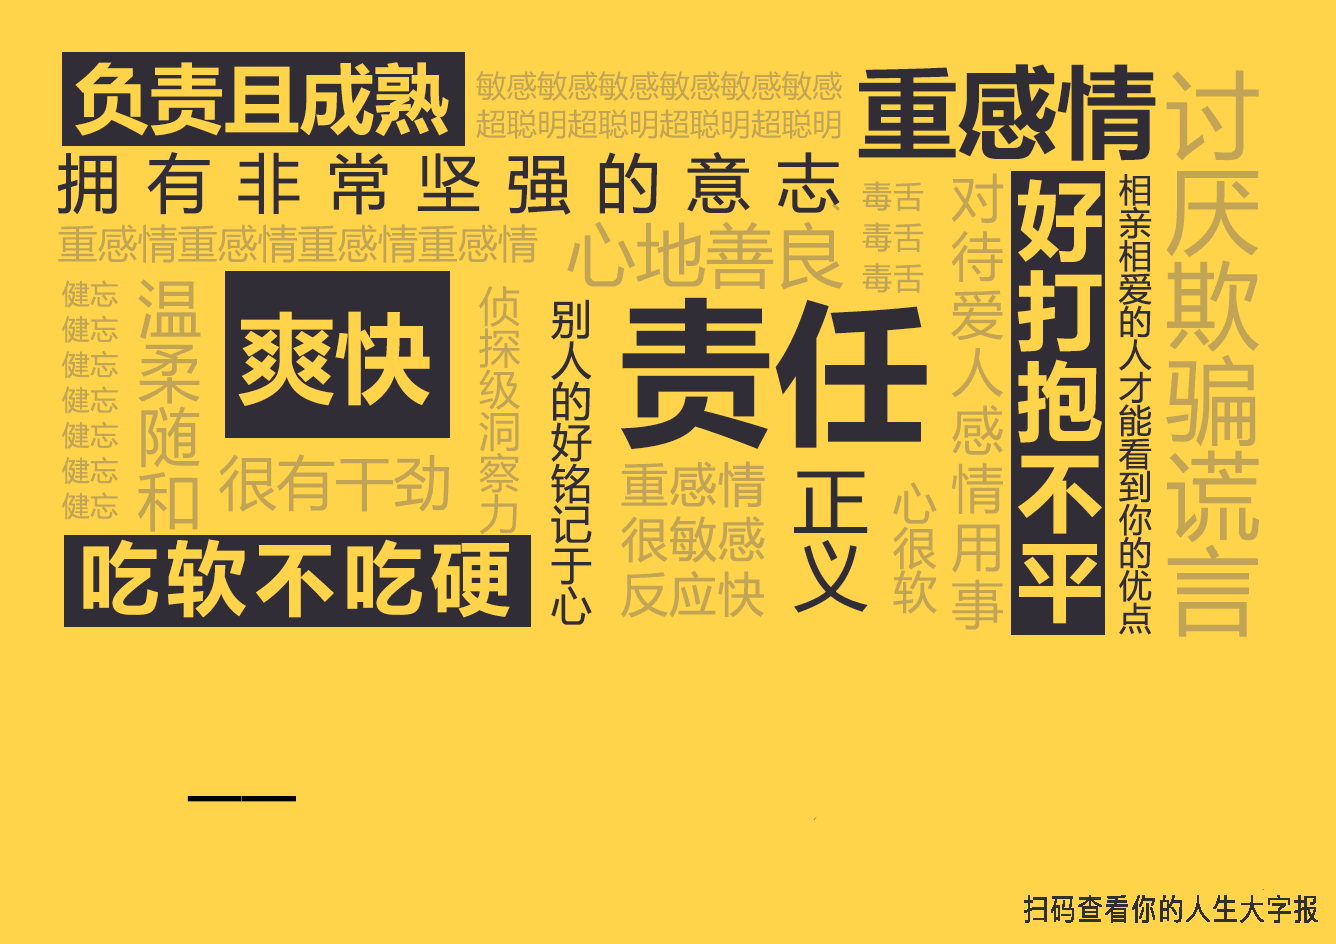 负责且成熟
敏感敏感敏感敏感敏感敏感
超聪明超聪明超聪明超聪明
重感情
讨厌欺骗谎言
拥有非常坚强的意志
毒舌
毒舌
毒舌
对待爱人感情用事
好打抱不平
相亲相爱的人才能看到你的优点
重感情重感情重感情重感情
心地善良
健忘
健忘
健忘
健忘
健忘
健忘
健忘
温柔随和
爽快
侦探级洞察力
别人的好铭记于心
责任
很有干劲
重感情
很敏感
反应快
正义
心很软
吃软不吃硬
——
扫码查看你的人生大字报